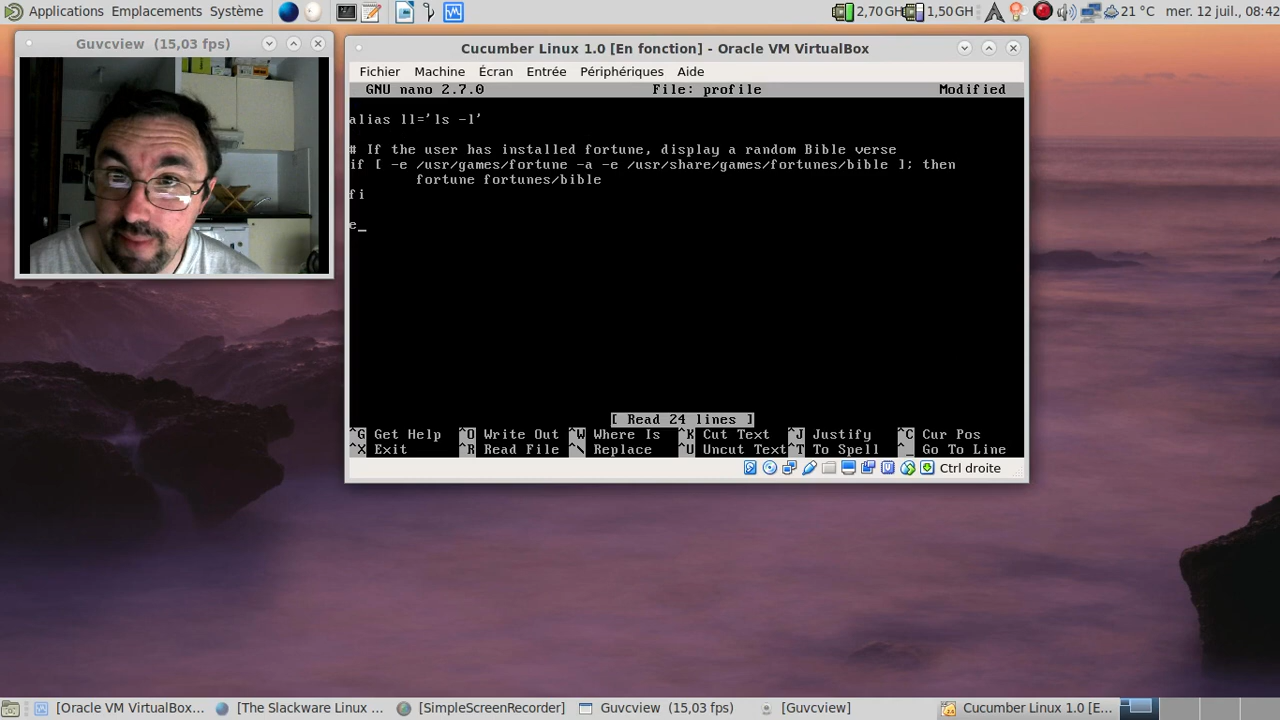 Applications Emplacements Système
2,70 GH
1,50 GH
21 °C
mer. 12 juil., 08:42
Guvcview (15,03 fps)
Cucumber Linux 1.0 [En fonction] - Oracle VM VirtualBox
Fichier Machine Écran Entrée Périphériques Aide
GNU nano 2.7.0 File: profile Modified
alias ll='ls -l'
# If the user has installed fortune, display a random Bible verse
if [ -e /usr/games/fortune -a -e /usr/share/games/fortunes/bible ]; then
fortune fortunes/bible
fi
e_
[ Read 24 lines ]
^G Get Help ^O Write Out ^W Where Is ^K Cut Text ^J Justify ^C Cur Pos
^X Exit ^R Read File ^\ Replace ^U Uncut Text ^T To Spell ^_ Go To Line
Ctrl droite
[Oracle VM VirtualBox... [The Slackware Linux ... [SimpleScreenRecorder] Guvcview (15,03 fps) [Guvcview] Cucumber Linux 1.0 [E...